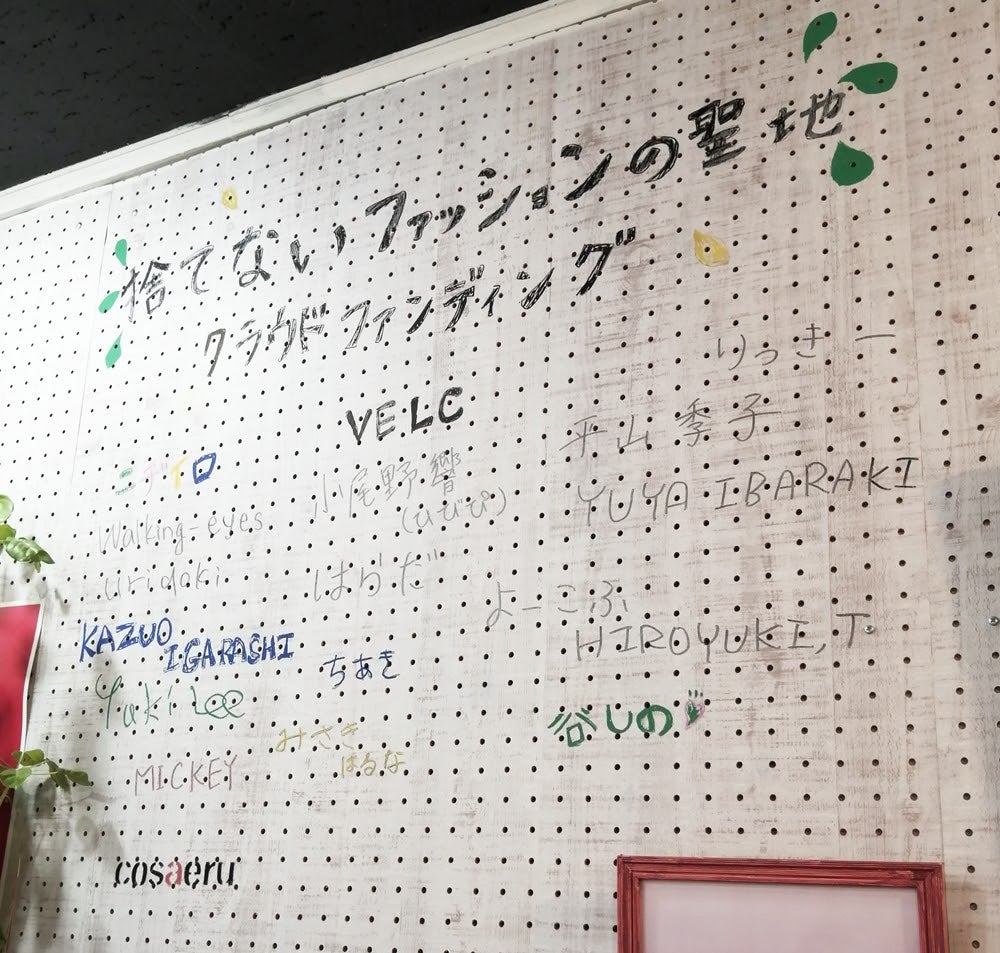 捨てないファッションの聖地
クラウドファンディング
VELC
りっきー
平山季子
ニジイロ
小尾野響
(ひびぴ)
YUYA IBARAKI
Walking-eyes
uridaki
はらだ
よーこふ
KAZUO
IGARASHI
HIROYUKI,T
ちあき
Yuki Lee
谷しの
みさき
はるな
MICKEY
cosaeru